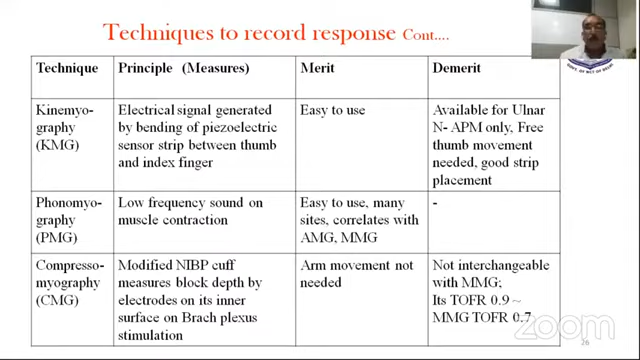 Techniques to record response Cont....
GOVT. OF NCT OF DELHI
Technique Principle (Measures) Merit Demerit
Kinemyo-
graphy
(KMG)
Electrical signal generated
by bending of piezoelectric
sensor strip between thumb
and index finger
Easy to use
Available for Ulnar
N- APM only, Free
thumb movement
needed, good strip
placement
Phonomyo-
graphy
(PMG)
Low frequency sound on
muscle contraction
Easy to use, many
sites, correlates with
AMG, MMG
-
Compresso-
myography
(CMG)
Modified NIBP cuff
measures block depth by
electrodes on its inner
surface on Brach plexus
stimulation
Arm movement not
needed
Not interchangeable
with MMG;
Its TOFR 0.9 ~
MMG TOFR 0.7
zoom
26